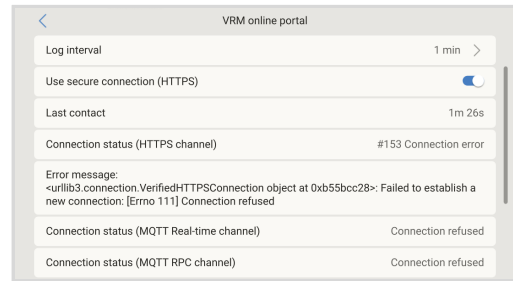 VRM online portal
Log interval 1 min
Use secure connection (HTTPS)
Last contact 1m 26s
Connection status (HTTPS channel) #153 Connection error
Error message:
<urllib3.connection.VerifiedHTTPSConnection object at 0xb55bcc28>: Failed to establish a
new connection: [Errno 111] Connection refused
Connection status (MQTT Real-time channel) Connection refused
Connection status (MQTT RPC channel) Connection refused